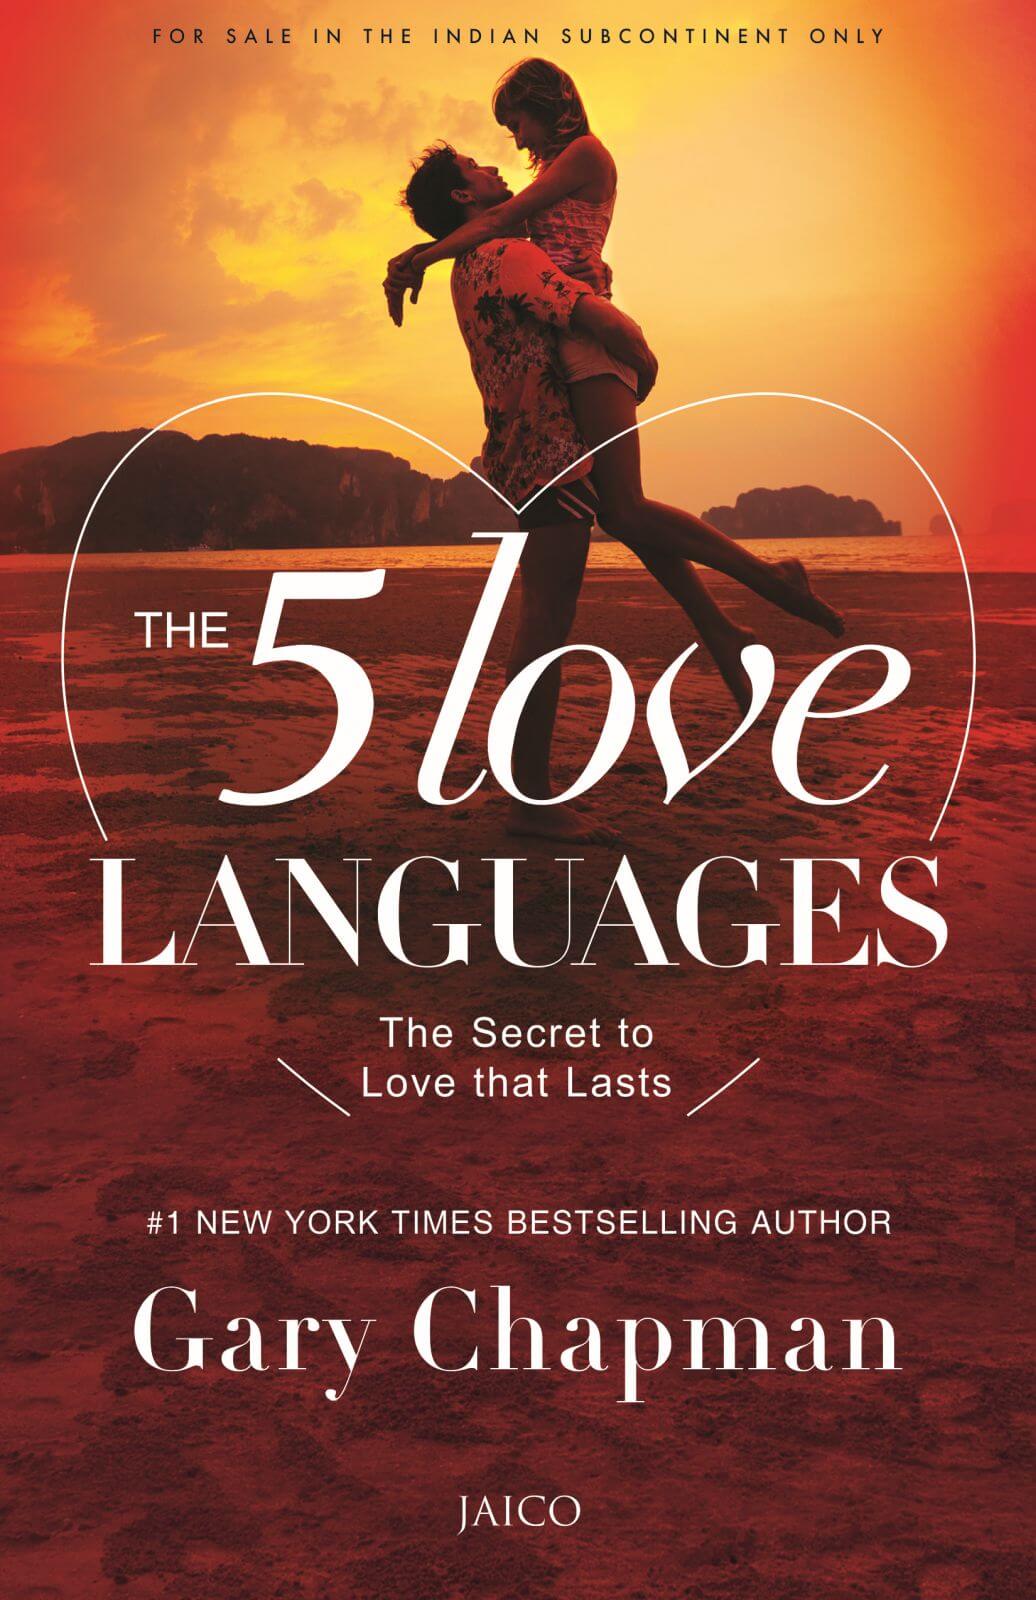 FOR SALE IN THE INDIAN SUBCONTINENT ONLY
THE 5 love
LANGUAGES
The Secret to
Love that Lasts
#1 NEW YORK TIMES BESTSELLING AUTHOR
Gary Chapman
JAICO